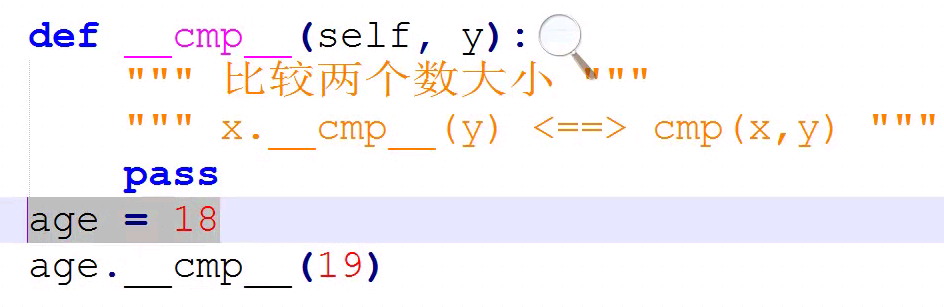 def __cmp__(self, y):
""" 比较两个数大小 """
""" x.__cmp__(y) <==> cmp(x,y) """
pass
age = 18
age.__cmp__(19)